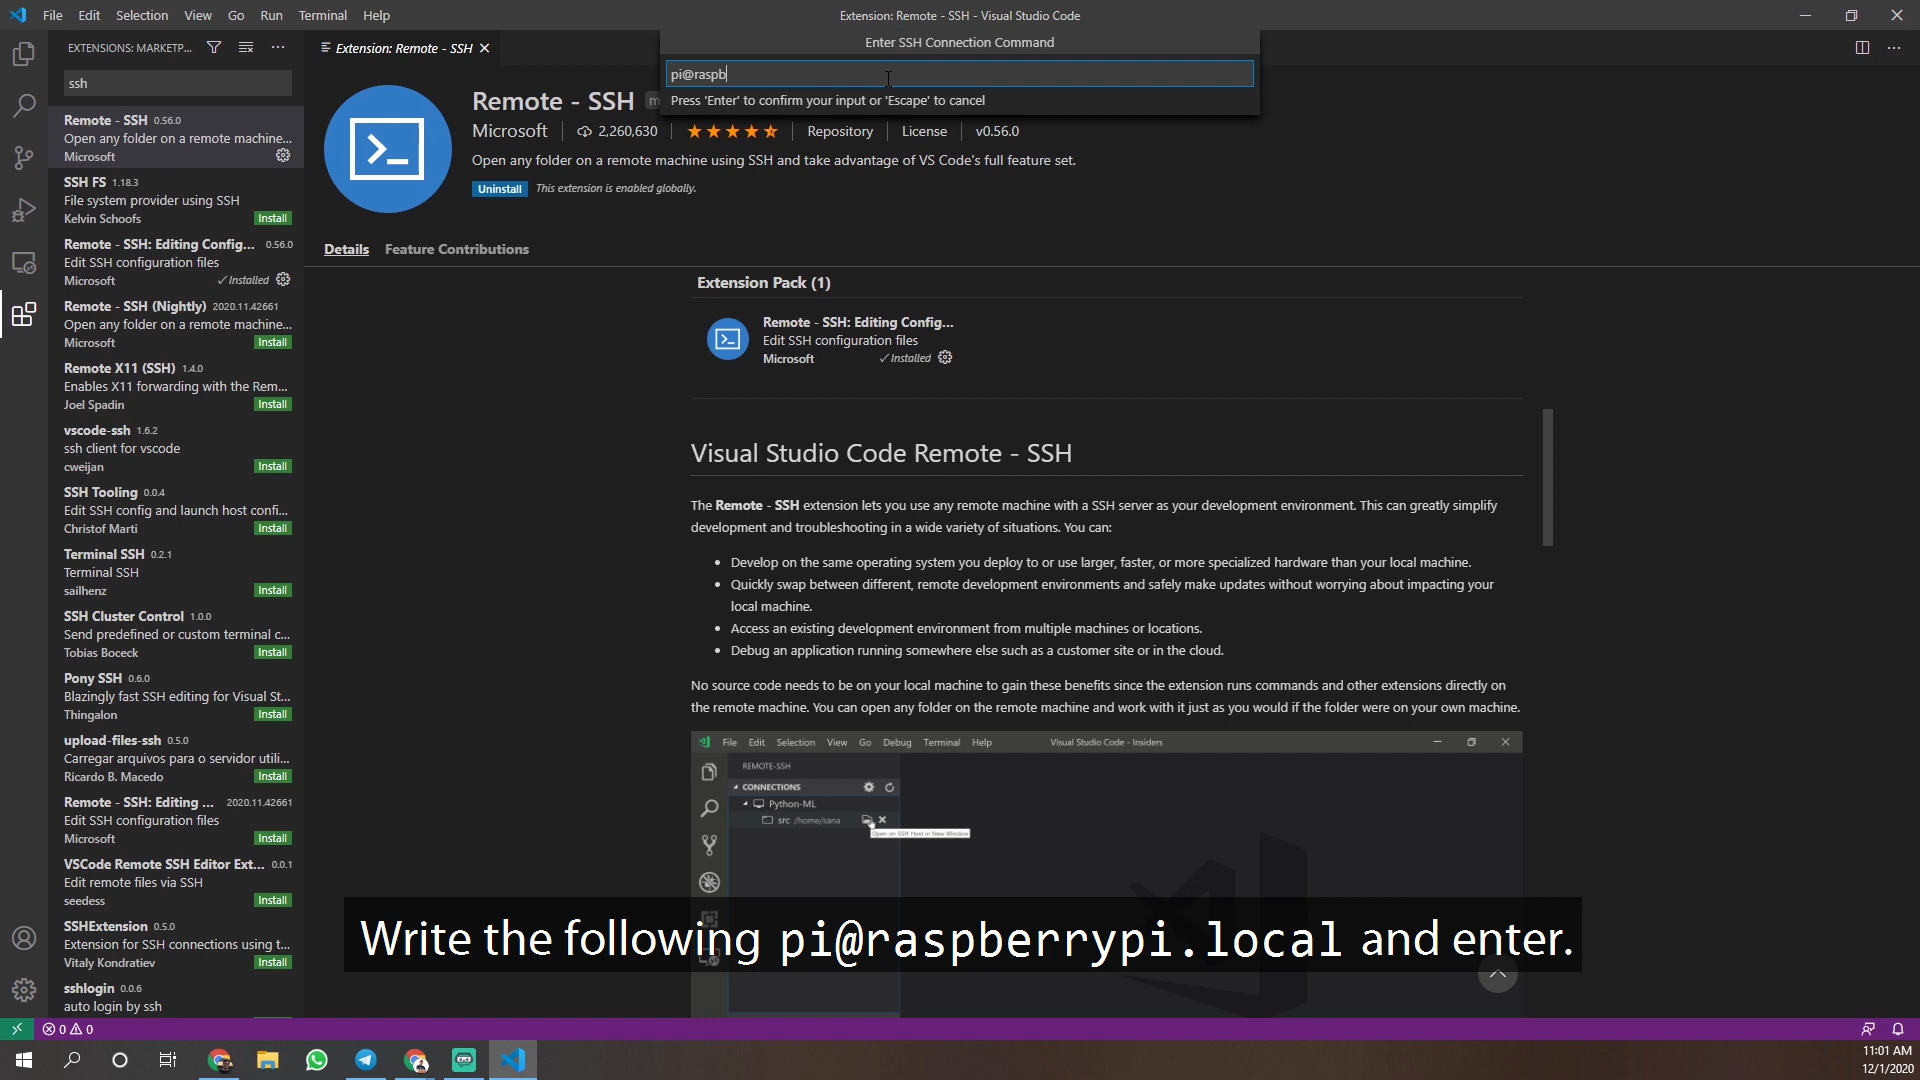 File Edit Selection View Go Run Terminal Help
Extension: Remote - SSH - Visual Studio Code
EXTENSIONS: MARKETP...
Extension: Remote - SSH
Enter SSH Connection Command
pi@raspb
Press 'Enter' to confirm your input or 'Escape' to cancel
ssh
Remote - SSH 0.56.0
Open any folder on a remote machine...
Microsoft
SSH FS 1.18.3
File system provider using SSH
Kelvin Schoofs Install
Remote - SSH: Editing Config... 0.56.0
Edit SSH configuration files
Microsoft ✓Installed
Remote - SSH (Nightly) 2020.11.42661
Open any folder on a remote machine...
Microsoft Install
Remote X11 (SSH) 1.4.0
Enables X11 forwarding with the Rem...
Joel Spadin Install
vscode-ssh 1.6.2
ssh client for vscode
cweijan Install
SSH Tooling 0.0.4
Edit SSH config and launch host confi...
Christof Marti Install
Terminal SSH 0.2.1
Terminal SSH
sailhenz Install
SSH Cluster Control 1.0.0
Send predefined or custom terminal c...
Tobias Boceck Install
Pony SSH 0.6.0
Blazingly fast SSH editing for Visual St...
Thingalon Install
upload-files-ssh 0.5.0
Carregar arquivos para o servidor utili...
Ricardo B. Macedo Install
Remote - SSH: Editing ... 2020.11.42661
Edit SSH configuration files
Microsoft Install
VSCode Remote SSH Editor Ext... 0.0.1
Edit remote files via SSH
seedess Install
SSHExtension 0.5.0
Extension for SSH connections using t...
Vitaly Kondratiev Install
sshlogin 0.0.6
auto login by ssh
Remote - SSH
Microsoft 2,260,630 Repository License v0.56.0
Open any folder on a remote machine using SSH and take advantage of VS Code's full feature set.
Uninstall This extension is enabled globally.
Details Feature Contributions
Extension Pack (1)
Remote - SSH: Editing Config...
Edit SSH configuration files
Microsoft ✓Installed
Visual Studio Code Remote - SSH
The Remote - SSH extension lets you use any remote machine with a SSH server as your development environment. This can greatly simplify
development and troubleshooting in a wide variety of situations. You can:
• Develop on the same operating system you deploy to or use larger, faster, or more specialized hardware than your local machine.
• Quickly swap between different, remote development environments and safely make updates without worrying about impacting your
local machine.
• Access an existing development environment from multiple machines or locations.
• Debug an application running somewhere else such as a customer site or in the cloud.
No source code needs to be on your local machine to gain these benefits since the extension runs commands and other extensions directly on
the remote machine. You can open any folder on the remote machine and work with it just as you would if the folder were on your own machine.
File Edit Selection View Go Debug Terminal Help Visual Studio Code - Insiders
REMOTE-SSH
CONNECTIONS
Python-ML
src /home/sana
Open on SSH Host in New Window
Write the following pi@raspberrypi.local and enter.
0 0
11:01 AM
12/1/2020